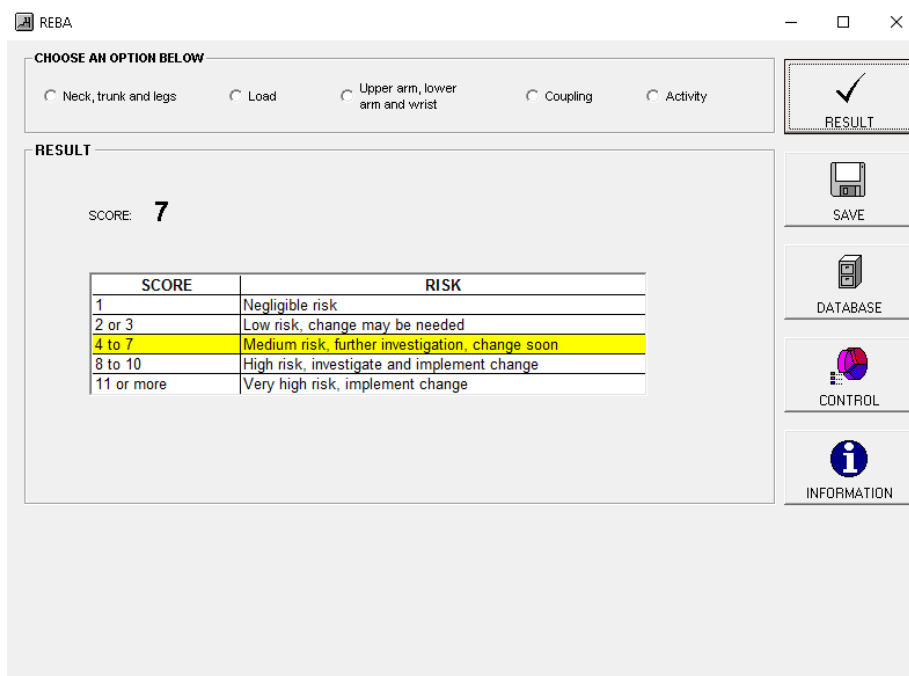 REBA
CHOOSE AN OPTION BELOW
Neck, trunk and legs
Load
Upper arm, lower
arm and wrist
Coupling
Activity
RESULT
RESULT
SCORE: 7
SCORE RISK
1 Negligible risk
2 or 3 Low risk, change may be needed
4 to 7 Medium risk, further investigation, change soon
8 to 10 High risk, investigate and implement change
11 or more Very high risk, implement change
SAVE
DATABASE
CONTROL
INFORMATION